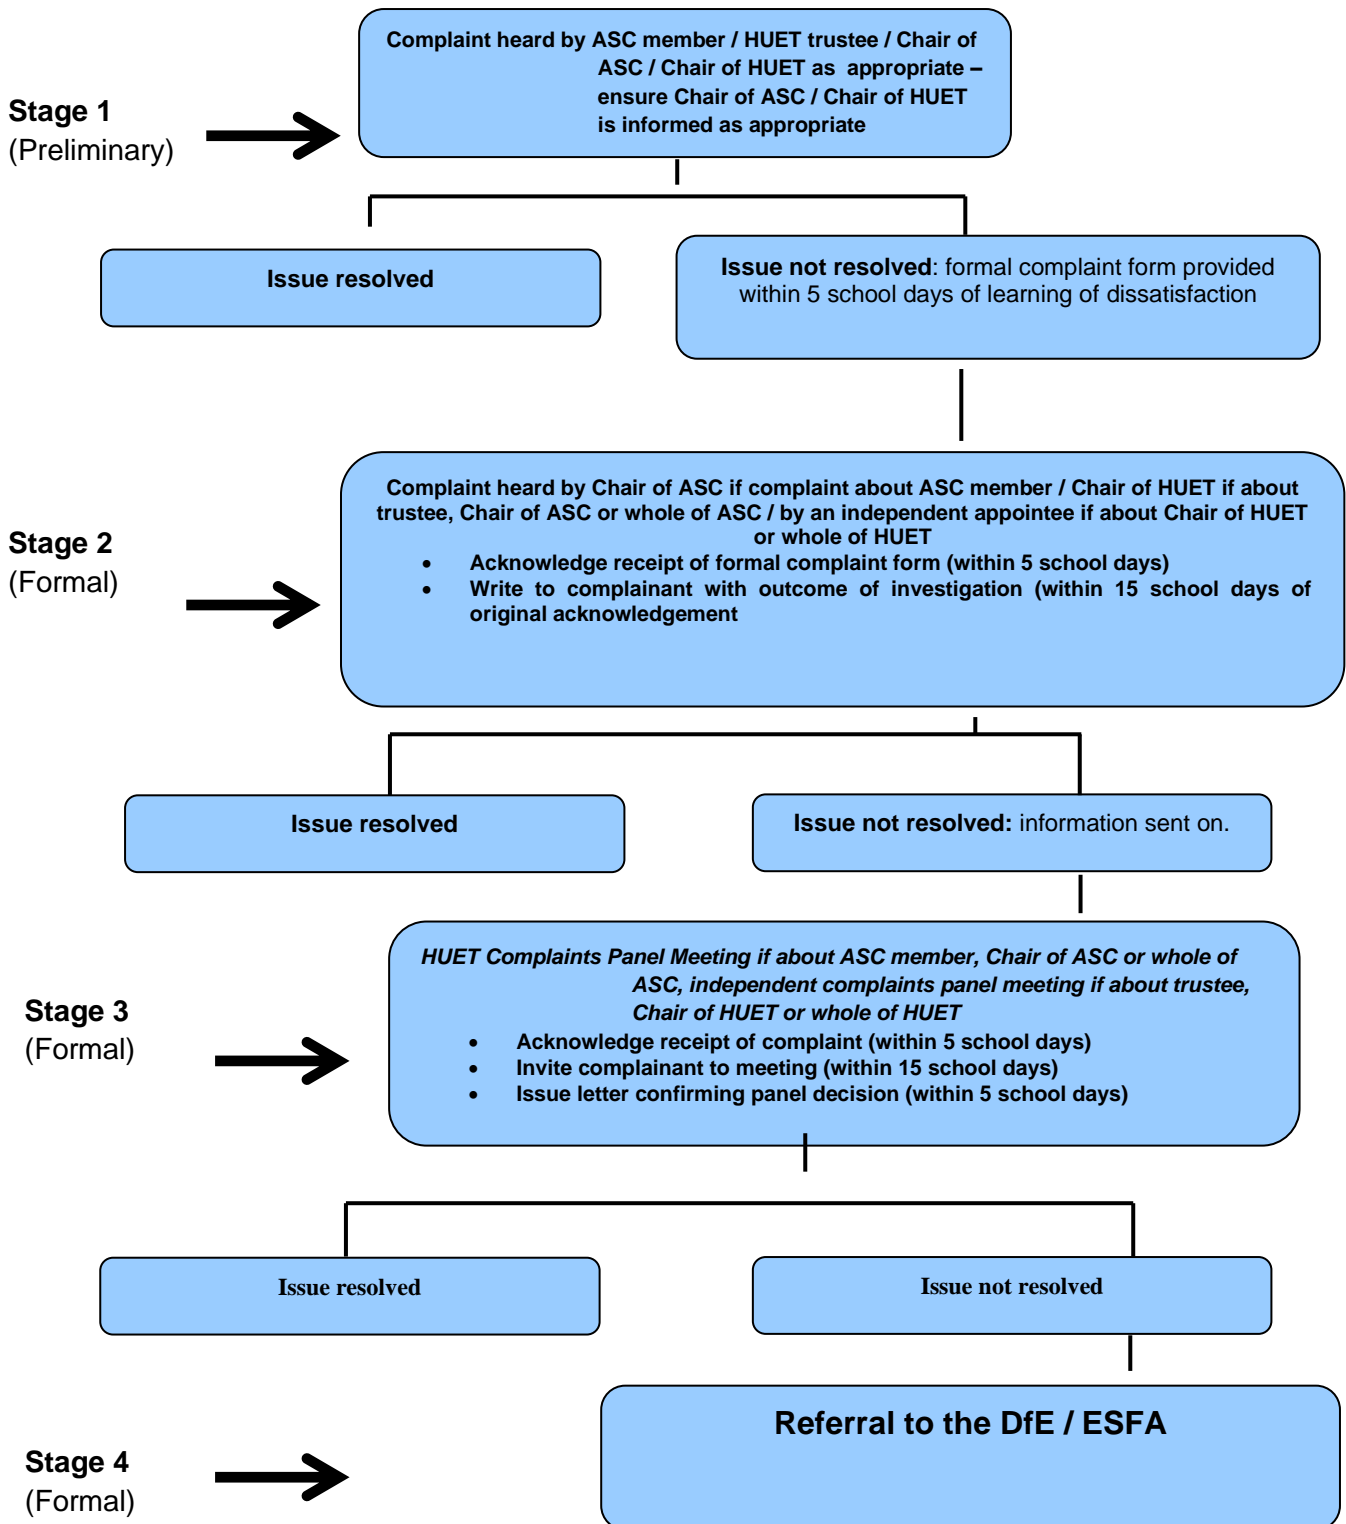 Complaint heard by ASC member / HUET trustee / Chair of
ASC / Chair of HUET as appropriate –
ensure Chair of ASC / Chair of HUET
is informed as appropriate
Stage 1
(Preliminary)
Issue resolved
Issue not resolved: formal complaint form provided
within 5 school days of learning of dissatisfaction
Complaint heard by Chair of ASC if complaint about ASC member / Chair of HUET if about
trustee, Chair of ASC or whole of ASC / by an independent appointee if about Chair of HUET
or whole of HUET
• Acknowledge receipt of formal complaint form (within 5 school days)
• Write to complainant with outcome of investigation (within 15 school days of
original acknowledgement
Stage 2
(Formal)
Issue resolved
Issue not resolved: information sent on.
HUET Complaints Panel Meeting if about ASC member, Chair of ASC or whole of
ASC, independent complaints panel meeting if about trustee,
Chair of HUET or whole of HUET
• Acknowledge receipt of complaint (within 5 school days)
• Invite complainant to meeting (within 15 school days)
• Issue letter confirming panel decision (within 5 school days)
Stage 3
(Formal)
Issue resolved
Issue not resolved
Referral to the DfE / ESFA
Stage 4
(Formal)